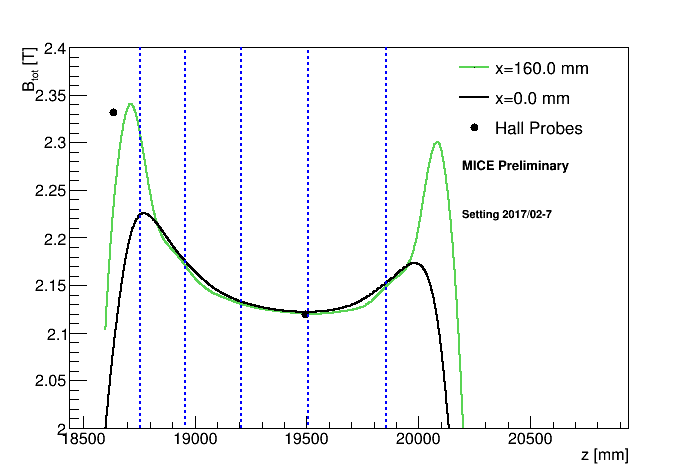 B_tot [T]
2.4
2.35
2.3
2.25
2.2
2.15
2.1
2.05
2
x=160.0 mm
x=0.0 mm
Hall Probes
MICE Preliminary
Setting 2017/02-7
18500 19000 19500 20000 20500
z [mm]